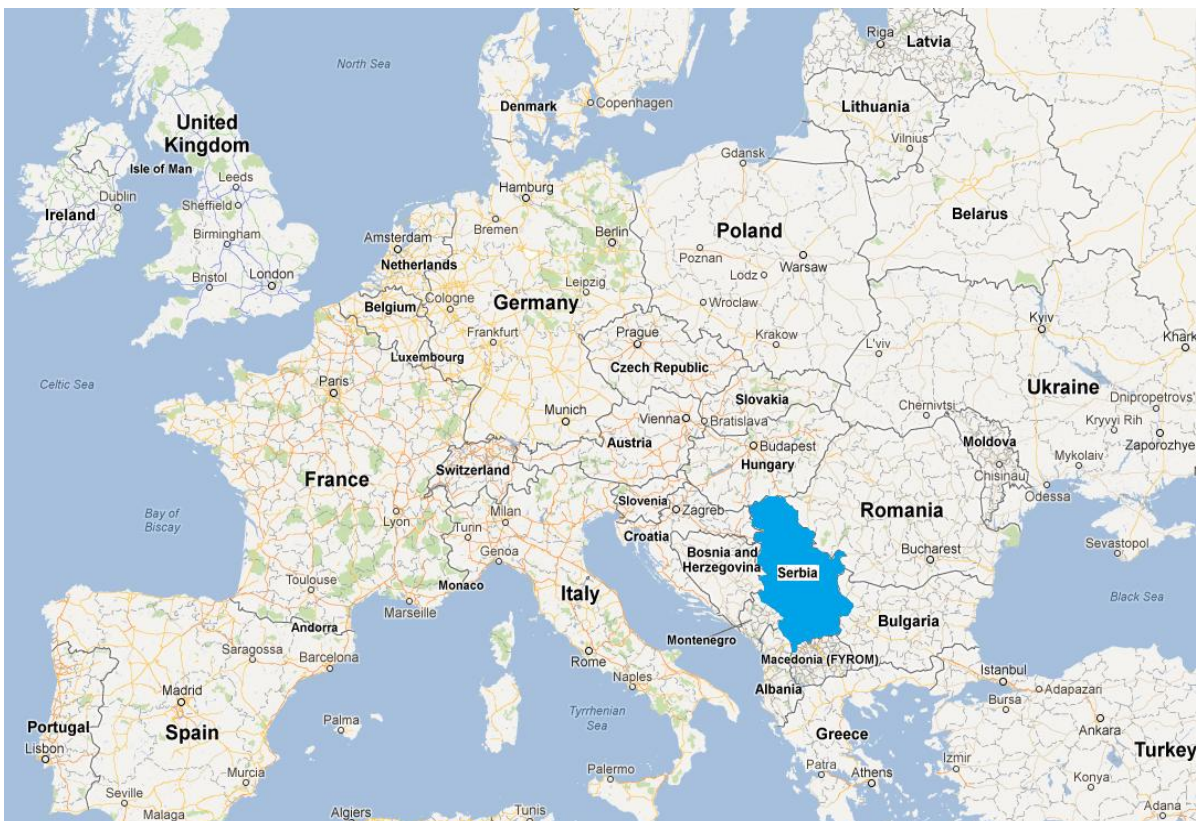 Riga
Latvia
North Sea
Denmark
Copenhagen
Lithuania
Vilnius
United
Kingdom
Isle of Man
Leeds
Dublin
Sheffield
Ireland
Birmingham
Bristol
London
Gdansk
Hamburg
Bremen
Berlin
Poland
Belarus
Amsterdam
Netherlands
Poznan
Warsaw
Lodz
Leipzig
Belgium
Cologne
Germany
Wroclaw
Kyiv
Frankfurt
Prague
Krakow
L'viv
Khark
Luxembourg
Czech Republic
Celtic Sea
Paris
Ukraine
Slovakia
Dnipropetrovs'
Munich
Vienna
Bratislava
Chernivtsi
Kryvyi Rih
Austria
Budapest
Moldova
Zaporozhye
Switzerland
Hungary
Chisinau
Mykolaiv
France
Slovenia
Odessa
Bay of
Biscay
Lyon
Milan
Zagreb
Romania
Turin
Croatia
Sevastopol
Genoa
Bosnia and
Herzegovina
Bucharest
Serbia
Toulouse
Monaco
Italy
Black Sea
Marseille
Andorra
Bulgaria
Montenegro
Saragossa
Barcelona
Rome
Macedonia (FYROM)
Istanbul
Naples
Albania
Adapazari
Madrid
Bursa
Portugal
Spain
Palma
Tyrrhenian
Sea
Greece
Ankara
Lisbon
Izmir
Turkey
Murcia
Palermo
Patra
Athens
Konya
Seville
Malaga
Algiers
Tunis
Adana